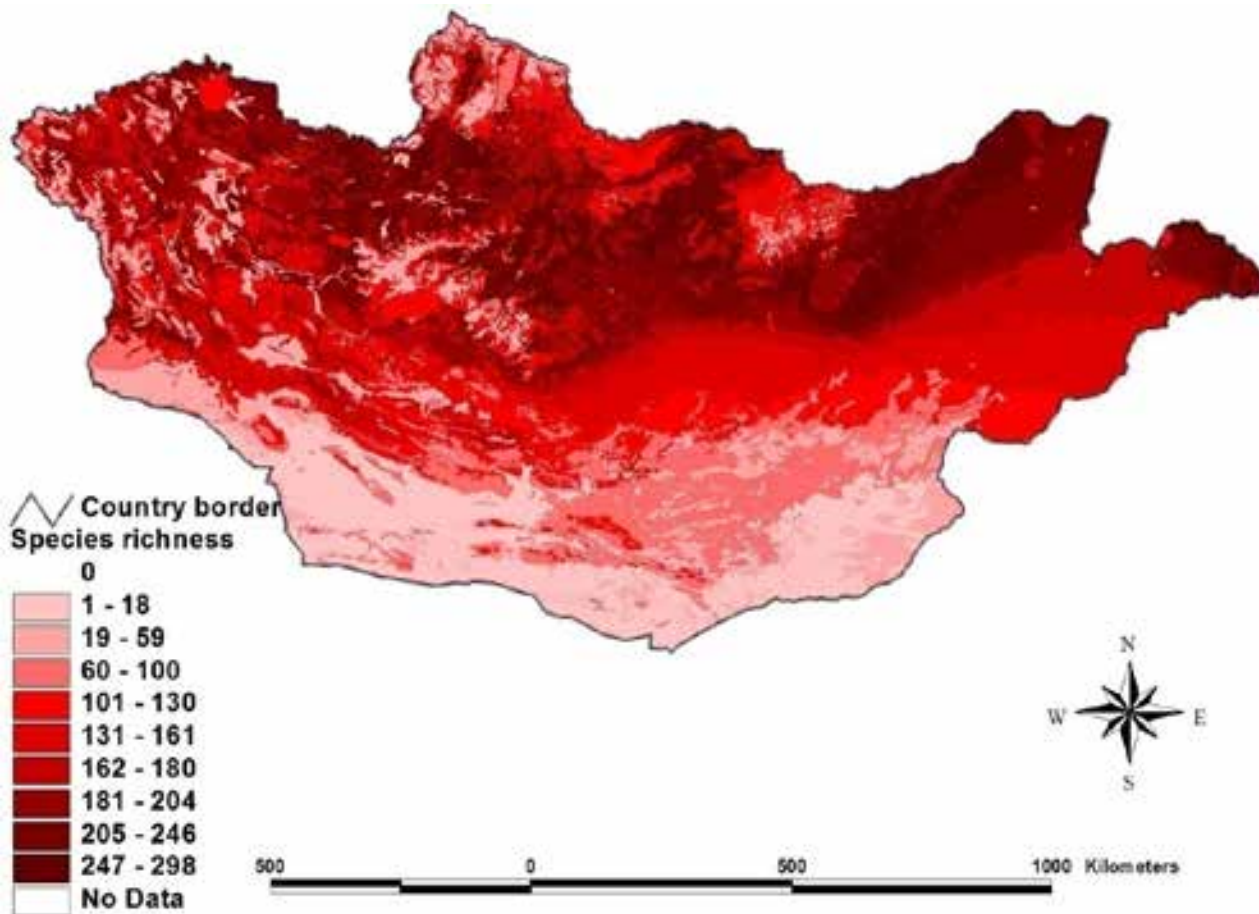 Country border
Species richness
0
1 - 18
19 - 59
60 - 100
101 - 130
131 - 161
162 - 180
181 - 204
205 - 246
247 - 298
No Data
N
W E
S
500 0 500 1000 Kilometers